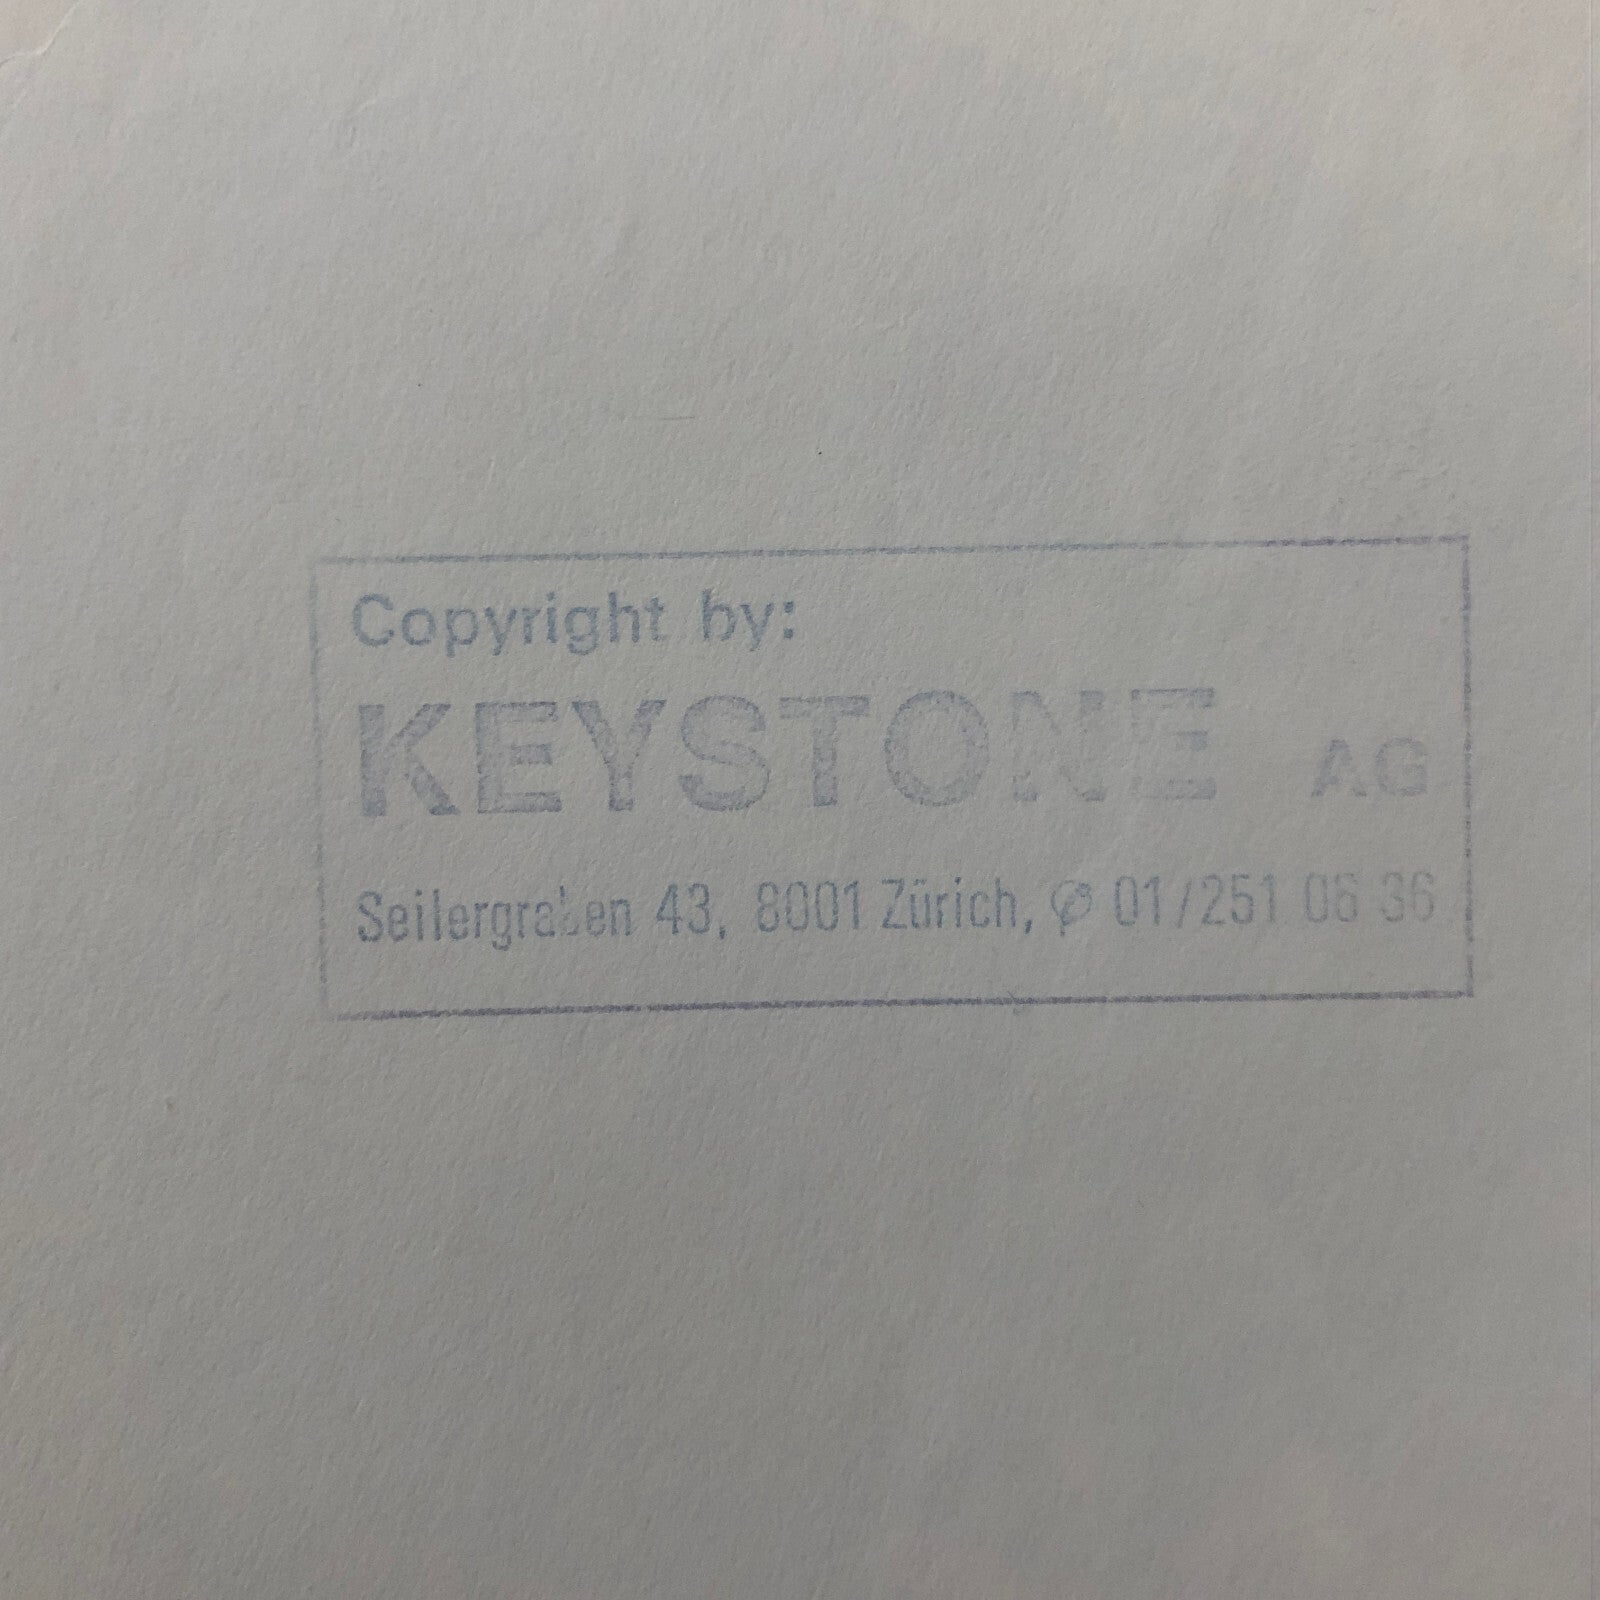 Copyright by:
KEYSTONE AG
Seilergraben 43, 8001 Zürich, ✆ 01/251 06 36